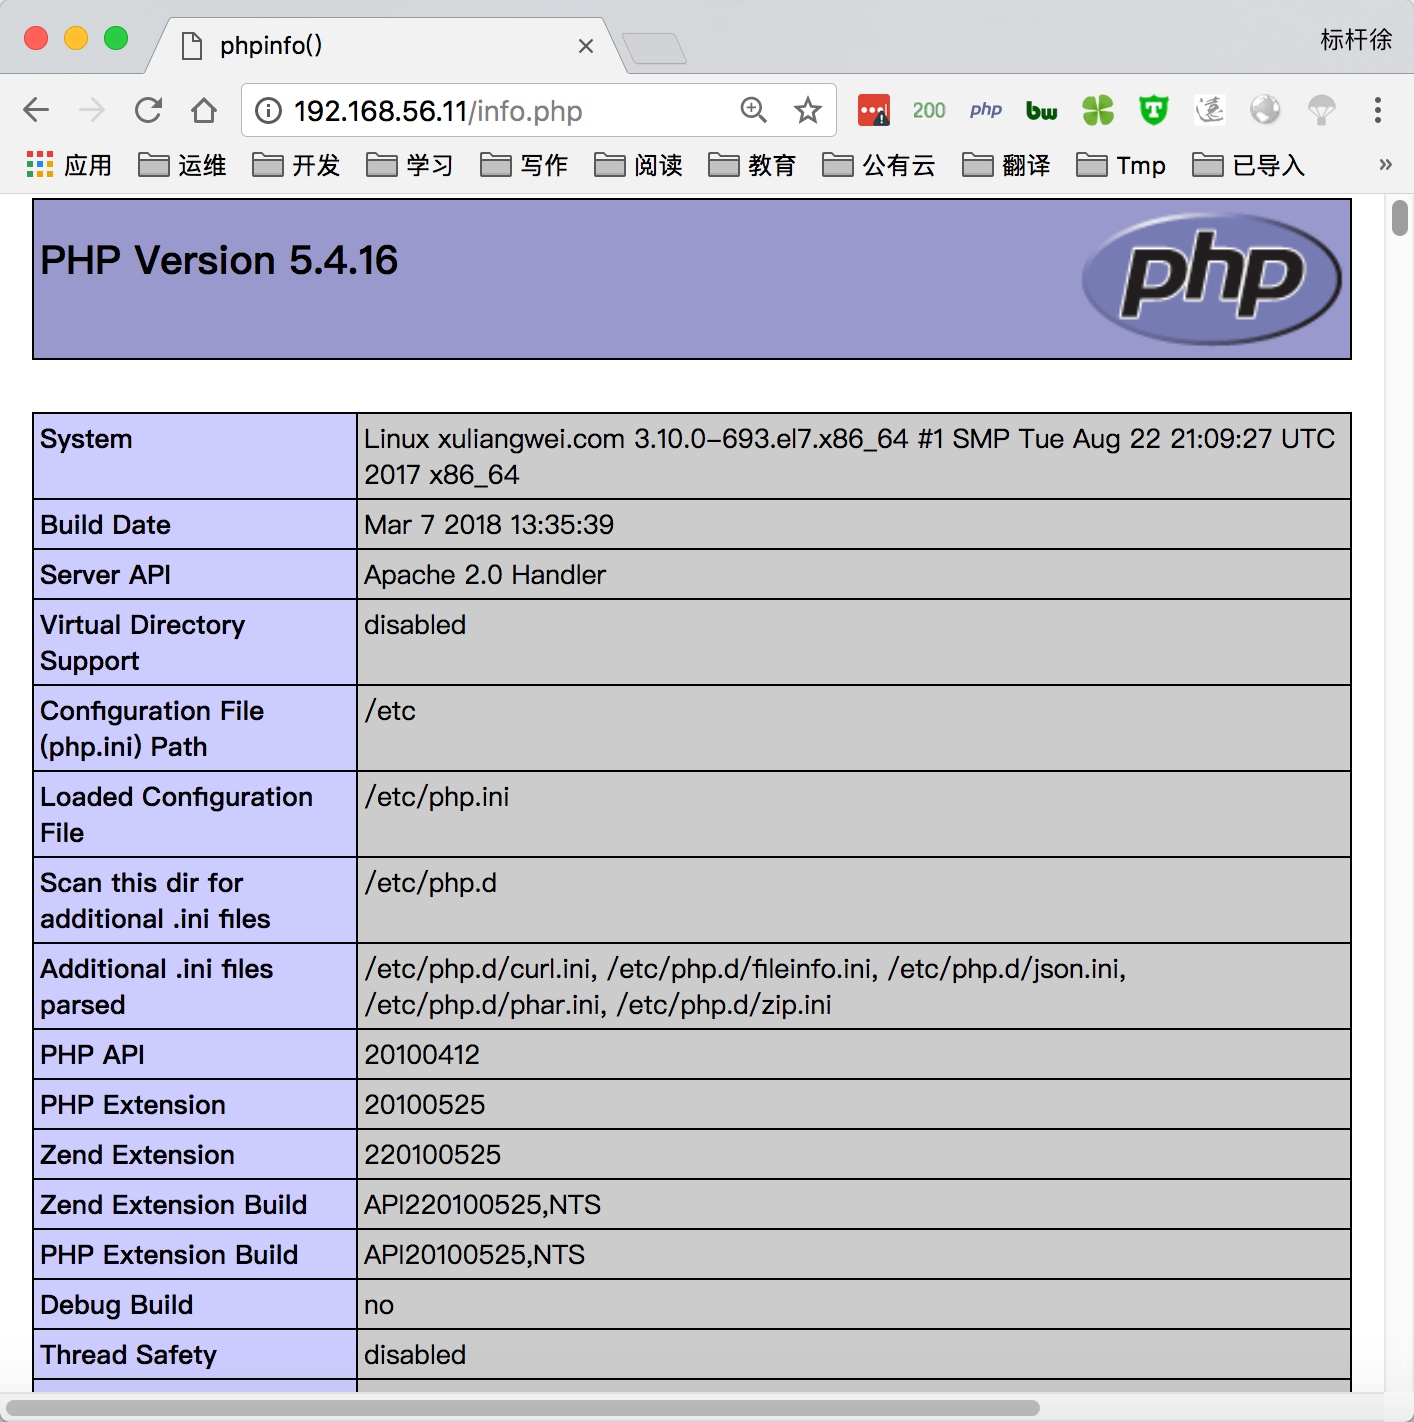 phpinfo()
标杆徐
192.168.56.11/info.php
200
php
bw
T
应用
运维
开发
学习
写作
阅读
教育
公有云
翻译
Tmp
已导入
»
PHP Version 5.4.16
php
System
Linux xuliangwei.com 3.10.0-693.el7.x86_64 #1 SMP Tue Aug 22 21:09:27 UTC
2017 x86_64
Build Date
Mar 7 2018 13:35:39
Server API
Apache 2.0 Handler
Virtual Directory
Support
disabled
Configuration File
(php.ini) Path
/etc
Loaded Configuration
File
/etc/php.ini
Scan this dir for
additional .ini files
/etc/php.d
Additional .ini files
parsed
/etc/php.d/curl.ini, /etc/php.d/fileinfo.ini, /etc/php.d/json.ini,
/etc/php.d/phar.ini, /etc/php.d/zip.ini
PHP API
20100412
PHP Extension
20100525
Zend Extension
220100525
Zend Extension Build
API220100525,NTS
PHP Extension Build
API20100525,NTS
Debug Build
no
Thread Safety
disabled